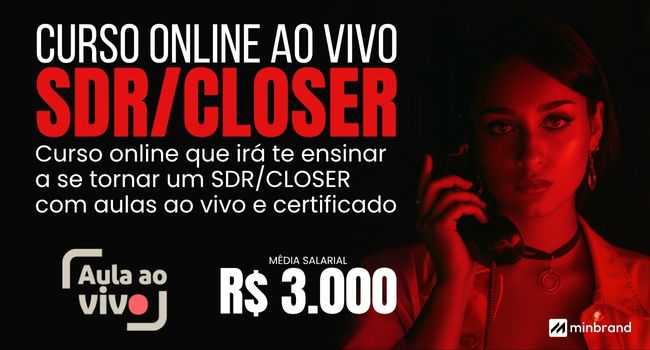 CURSO ONLINE AO VIVO
SDR/CLOSER
Curso online que irá te ensinar
a se tornar um SDR/CLOSER
com aulas ao vivo e certificado
Aula ao
vivo
MÉDIA SALARIAL
R$ 3.000
minbrand